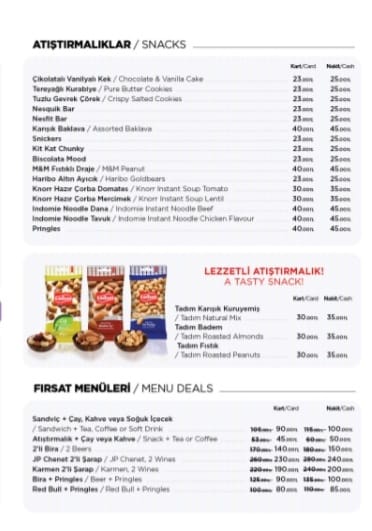 ATIŞTIRMALIKLAR / SNACKS
Kart/Card Nakit/Cash
Çikolatalı Vanilyalı Kek / Chocolate & Vanilla Cake 23.00TL 25.00TL
Tereyağlı Kurabiye / Pure Butter Cookies 23.00TL 25.00TL
Tuzlu Gevrek Çörek / Crispy Salted Cookies 23.00TL 25.00TL
Nesquik Bar 23.00TL 25.00TL
Nesfit Bar 23.00TL 25.00TL
Karışık Baklava / Assorted Baklava 40.00TL 45.00TL
Snickers 23.00TL 25.00TL
Kit Kat Chunky 23.00TL 25.00TL
Biscolata Mood 23.00TL 25.00TL
M&M Fıstıklı Draje / M&M Peanut 40.00TL 45.00TL
Haribo Altın Ayıcık / Haribo Goldbears 23.00TL 25.00TL
Knorr Hazır Çorba Domates / Knorr Instant Soup Tomato 30.00TL 35.00TL
Knorr Hazır Çorba Mercimek / Knorr Instant Soup Lentil 30.00TL 35.00TL
Indomie Noodle Dana / Indomie Instant Noodle Beef 40.00TL 45.00TL
Indomie Noodle Tavuk / Indomie Instant Noodle Chicken Flavour 40.00TL 45.00TL
Pringles 40.00TL 45.00TL
LEZZETLİ ATIŞTIRMALIK!
A TASTY SNACK!
Kart/Card Nakit/Cash
Tadım Karışık Kuruyemiş
/ Tadım Natural Mix 30.00TL 35.00TL
Tadım Badem
/ Tadım Roasted Almonds 30.00TL 35.00TL
Tadım Fıstık
/ Tadım Roasted Peanuts 30.00TL 35.00TL
FIRSAT MENÜLERİ / MENU DEALS
Kart/Card Nakit/Cash
Sandviç + Çay, Kahve veya Soğuk İçecek
/ Sandwich + Tea, Coffee or Soft Drink 90.00TL 100.00TL
Atıştırmalık + Çay veya Kahve / Snack + Tea or Coffee 45.00TL 50.00TL
2'li Bira / 2 Beers 140.00TL 150.00TL
JP Chenet 2'li Şarap / JP Chenet, 2 Wines 230.00TL 240.00TL
Karmen 2'li Şarap / Karmen, 2 Wines 190.00TL 200.00TL
Bira + Pringles / Beer + Pringles 90.00TL 100.00TL
Red Bull + Pringles / Red Bull + Pringles 80.00TL 85.00TL